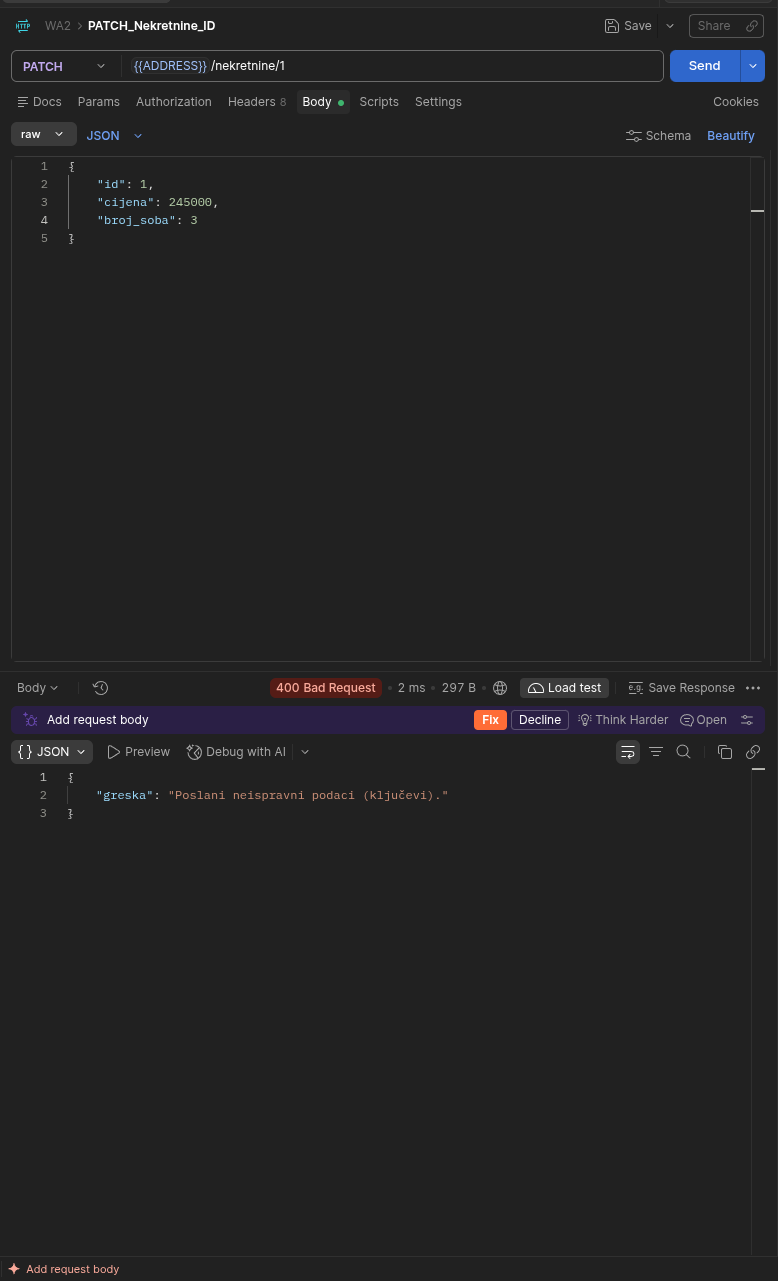 HTTP WA2 > PATCH_Nekretnine_ID Save Share
PATCH {{ADDRESS}} /nekretnine/1 Send
Docs Params Authorization Headers 8 Body Scripts Settings Cookies
raw JSON Schema Beautify
1 {
2 "id": 1,
3 "cijena": 245000,
4 "broj_soba": 3
5 }
Body 400 Bad Request • 2 ms • 297 B • Load test e.g. Save Response
Add request body Fix Decline Think Harder Open
{ } JSON Preview Debug with AI
1 {
2 "greska": "Poslani neispravni podaci (ključevi)."
3 }
Add request body